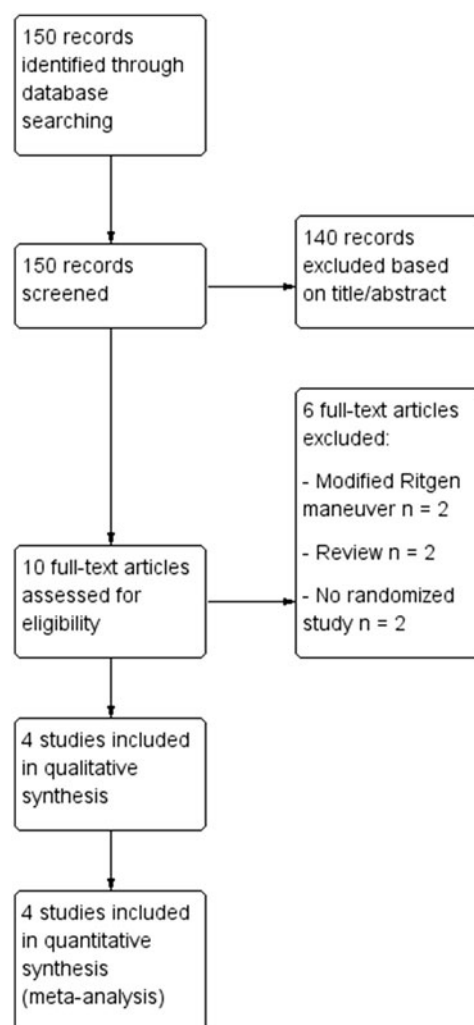 150 records
identified through
database
searching
150 records
screened
140 records
excluded based
on title/abstract
10 full-text articles
assessed for
eligibility
6 full-text articles
excluded:
- Modified Ritgen
maneuver n = 2
- Review n = 2
- No randomized
study n = 2
4 studies included
in qualitative
synthesis
4 studies included
in quantitative
synthesis
(meta-analysis)